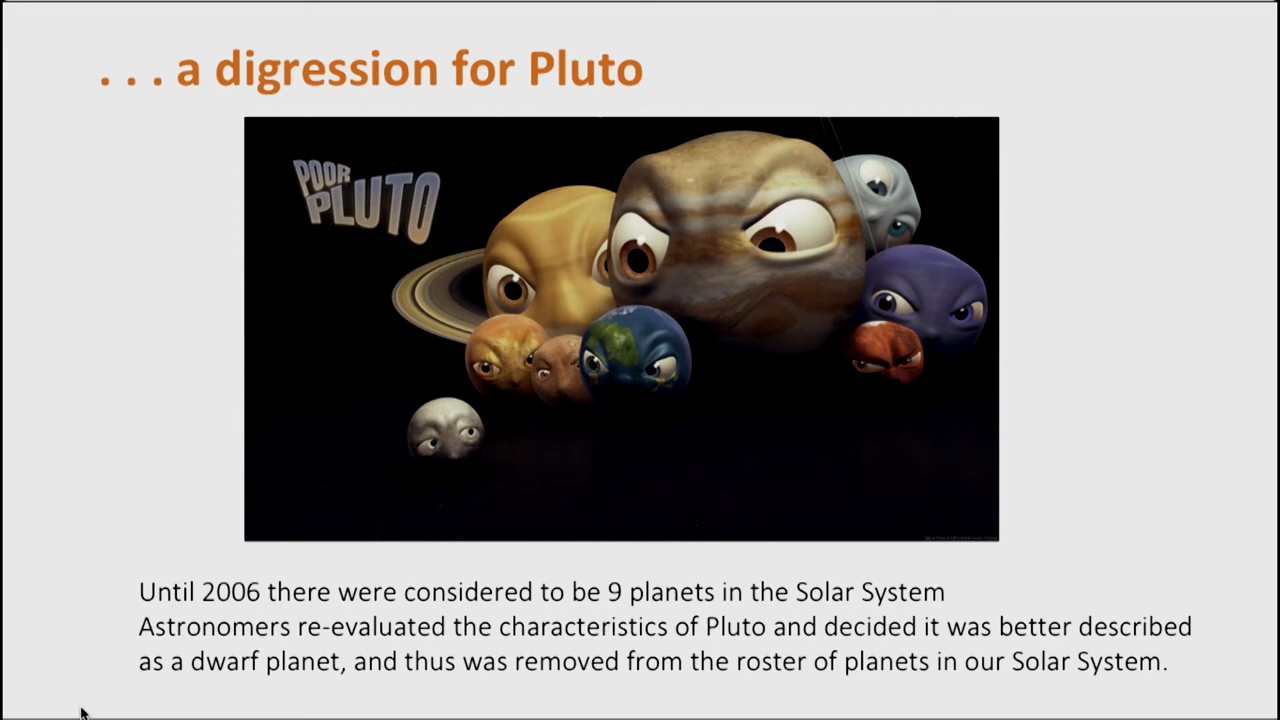 . . . a digression for Pluto
POOR
PLUTO
Until 2006 there were considered to be 9 planets in the Solar System
Astronomers re-evaluated the characteristics of Pluto and decided it was better described
as a dwarf planet, and thus was removed from the roster of planets in our Solar System.